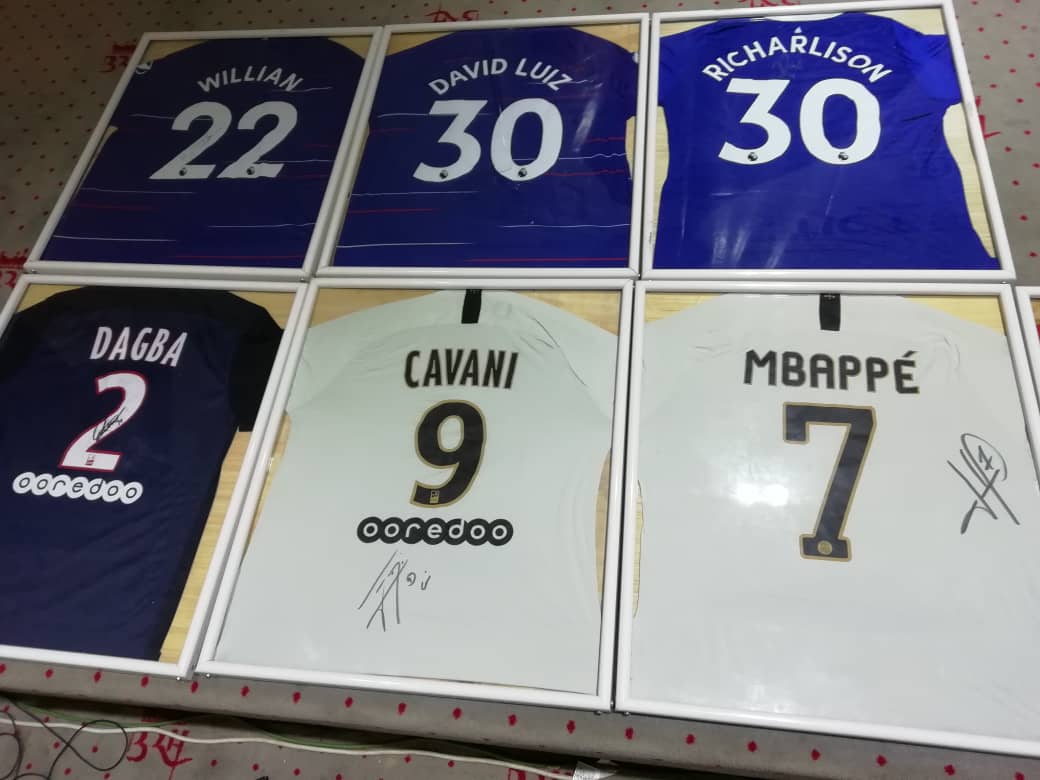 WILLIAN
22
DAVID LUIZ
30
RICHARLISON
30
DAGBA
2
ooredoo
CAVANI
9
ooredoo
MBAPPÉ
7